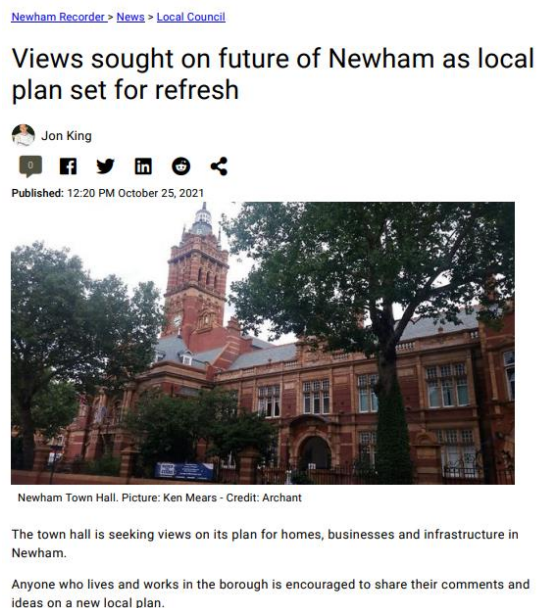 Newham Recorder > News > Local Council
Views sought on future of Newham as local
plan set for refresh
Jon King
0
Published: 12:20 PM October 25, 2021
Newham Town Hall. Picture: Ken Mears - Credit: Archant
The town hall is seeking views on its plan for homes, businesses and infrastructure in
Newham.
Anyone who lives and works in the borough is encouraged to share their comments and
ideas on a new local plan.